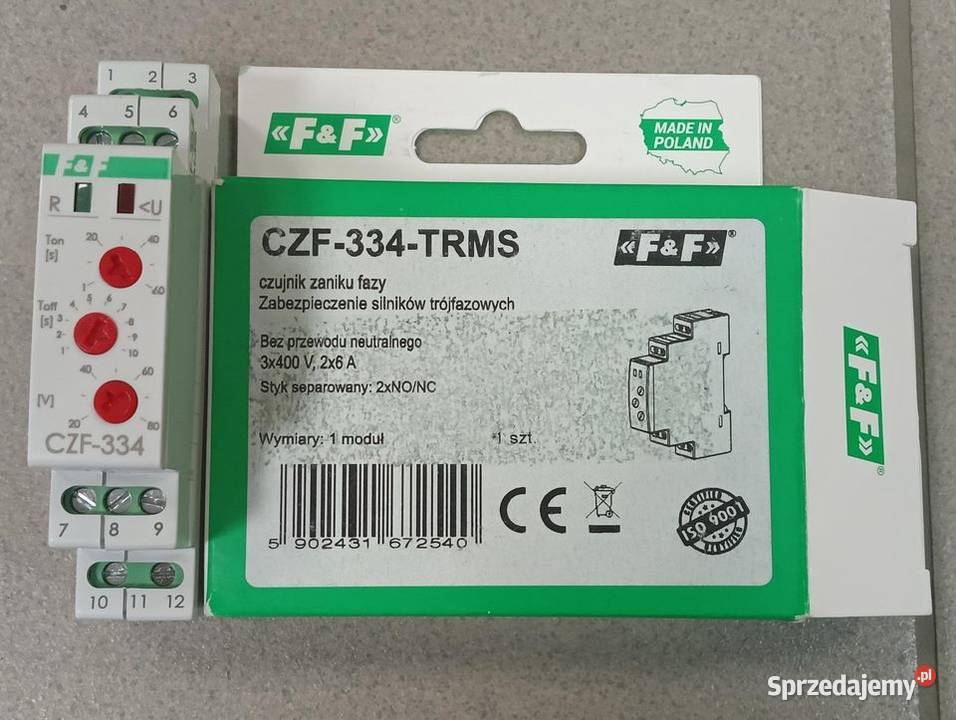 1 2 3
4 5 6
F&F
R <U
Ton [s] 20 40
1 60
Toff [s] 1 2 3 4 5 6 7 8 9 10
[V] 20 40 60 80
CZF-334
7 8 9
10 11 12
«F&F»®
MADE IN
POLAND
CZF-334-TRMS
«F&F»®
czujnik zaniku fazy
Zabezpieczenie silników trójfazowych
Bez przewodu neutralnego
3x400 V, 2x6 A
Styk separowany: 2xNO/NC
Wymiary: 1 moduł 1 szt.
5 902431 672540
CE
CERTIFIED
ISO 9001
CERTIFIED
«F&F»®
Sprzedajemy.pl